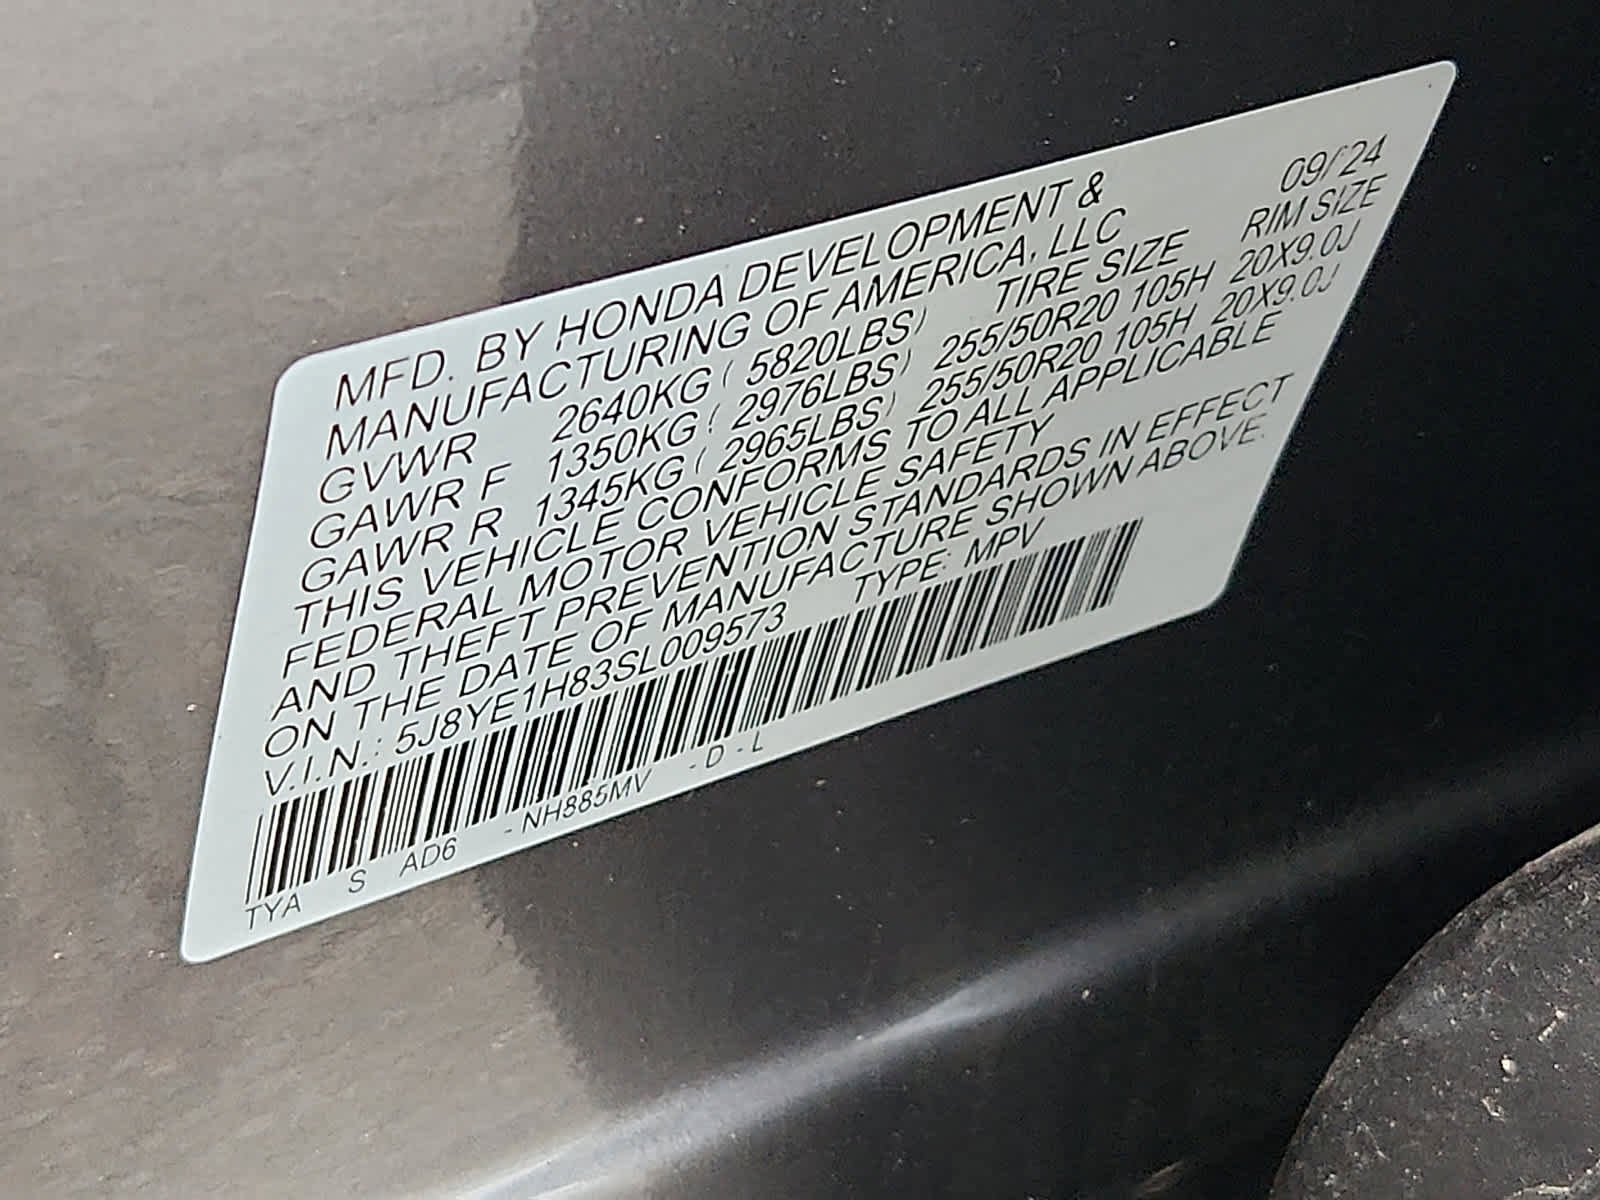 09/24
MFD. BY HONDA DEVELOPMENT &
MANUFACTURING OF AMERICA, LLC
GVWR 2640KG ( 5820LBS) TIRE SIZE RIM SIZE
GAWR F 1350KG ( 2976LBS) 255/50R20 105H 20X9.0J
GAWR R 1345KG ( 2965LBS) 255/50R20 105H 20X9.0J
THIS VEHICLE CONFORMS TO ALL APPLICABLE
FEDERAL MOTOR VEHICLE SAFETY
AND THEFT PREVENTION STANDARDS IN EFFECT
ON THE DATE OF MANUFACTURE SHOWN ABOVE.
V.I.N.: 5J8YE1H83SL009573 TYPE: MPV
TYA S AD6 -NH885MV -D-L